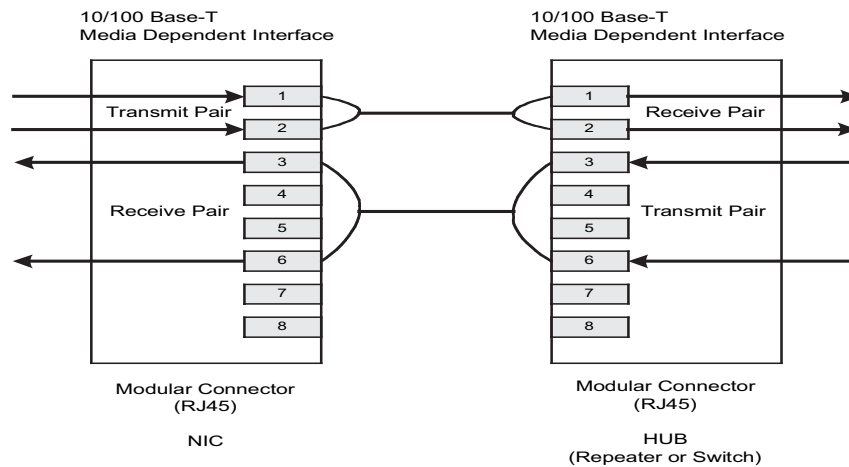 10/100 Base-T
Media Dependent Interface
10/100 Base-T
Media Dependent Interface
1
Transmit Pair
2
3
4
Receive Pair
5
6
7
8
1
Receive Pair
2
3
4
Transmit Pair
5
6
7
8
Modular Connector
(RJ45)
NIC
Modular Connector
(RJ45)
HUB
(Repeater or Switch)